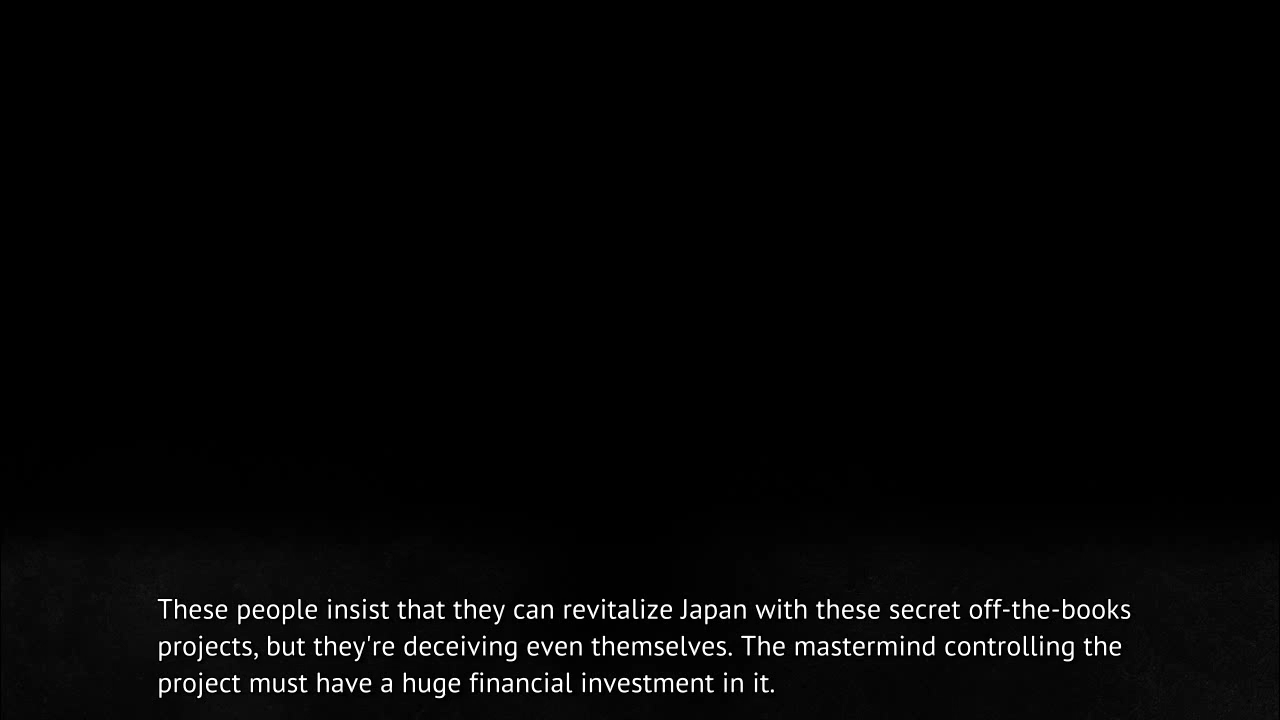 These people insist that they can revitalize Japan with these secret off-the-books
projects, but they're deceiving even themselves. The mastermind controlling the
project must have a huge financial investment in it.